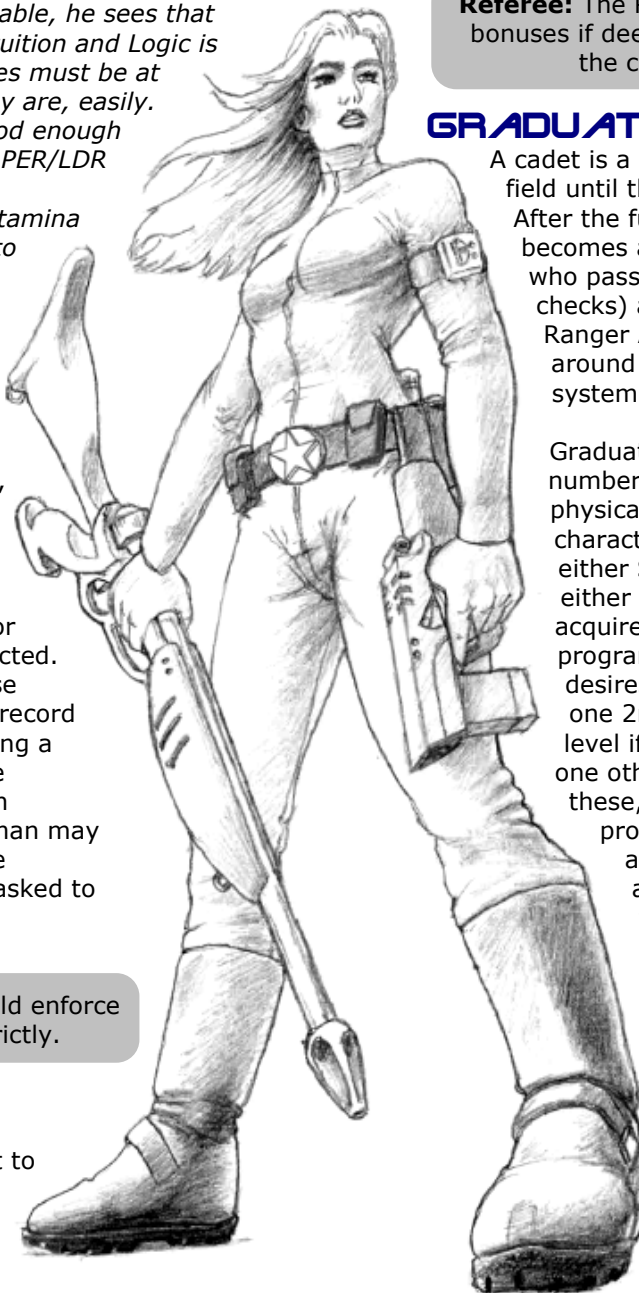 able, he sees that
uition and Logic is
es must be at
y are, easily.
od enough
PER/LDR
tamina
to
y
or
cted.
se
record
ng a
e
n
man may
e
asked to
ld enforce
rictly.
t to
Referee: The
bonuses if dee
the c
GRADUAT
A cadet is a
field until th
After the fu
becomes a
who pass
checks) a
Ranger
around
system
Graduat
number
physica
charact
either
either
acquire
progra
desire
one 2
level if
one oth
these,
pro
a
a